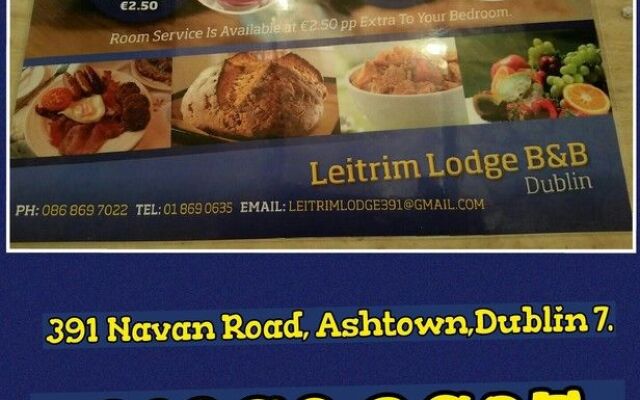 €2.50
Room Service Is Available at €2.50 pp Extra To Your Bedroom.
Leitrim Lodge B&B
Dublin
PH: 086 869 7022 TEL: 01 869 0635 EMAIL: LEITRIMLODGE391@GMAIL.COM
391 Navan Road, Ashtown,Dublin 7.